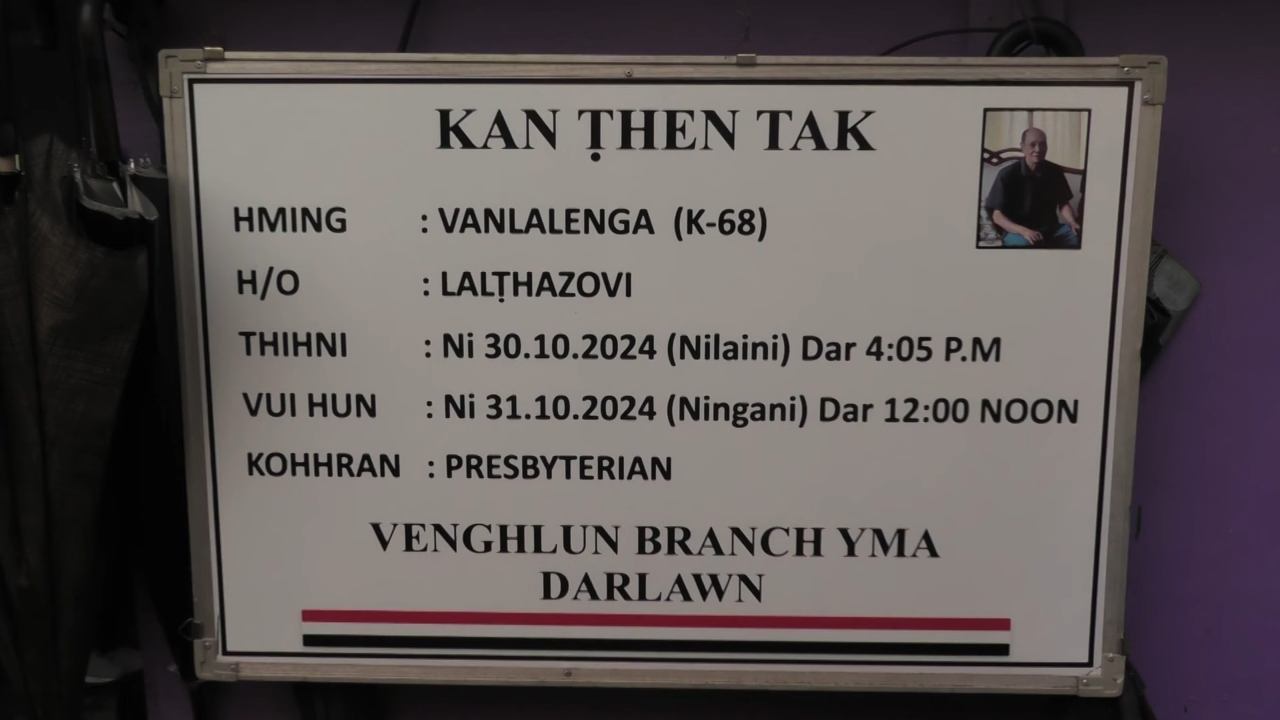 KAN ṬHEN TAK
HMING : VANLALENGA (K-68)
H/O : LALṬHAZOVI
THIHNI : Ni 30.10.2024 (Nilaini) Dar 4:05 P.M
VUI HUN : Ni 31.10.2024 (Ningani) Dar 12:00 NOON
KOHHRAN : PRESBYTERIAN
VENGHLUN BRANCH YMA
DARLAWN